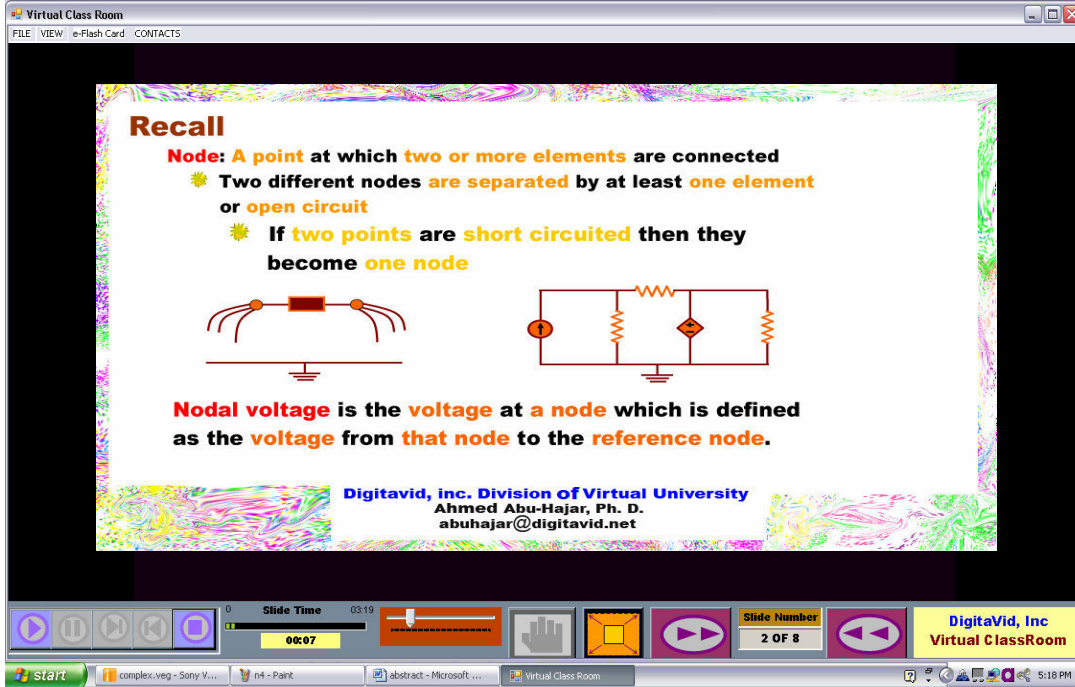 Virtual Class Room
FILE VIEW e-Flash Card CONTACTS
Recall
Node: A point at which two or more elements are connected
Two different nodes are separated by at least one element
or open circuit
If two points are short circuited then they
become one node
Nodal voltage is the voltage at a node which is defined
as the voltage from that node to the reference node.
Digitavid, inc. Division of Virtual University
Ahmed Abu-Hajar, Ph. D.
abuhajar@digitavid.net
0 Slide Time 03:19
00:07
Slide Number
2 OF 8
DigitaVid, Inc
Virtual ClassRoom
start complex.veg - Sony V... n4 - Paint abstract - Microsoft ... Virtual Class Room 5:18 PM